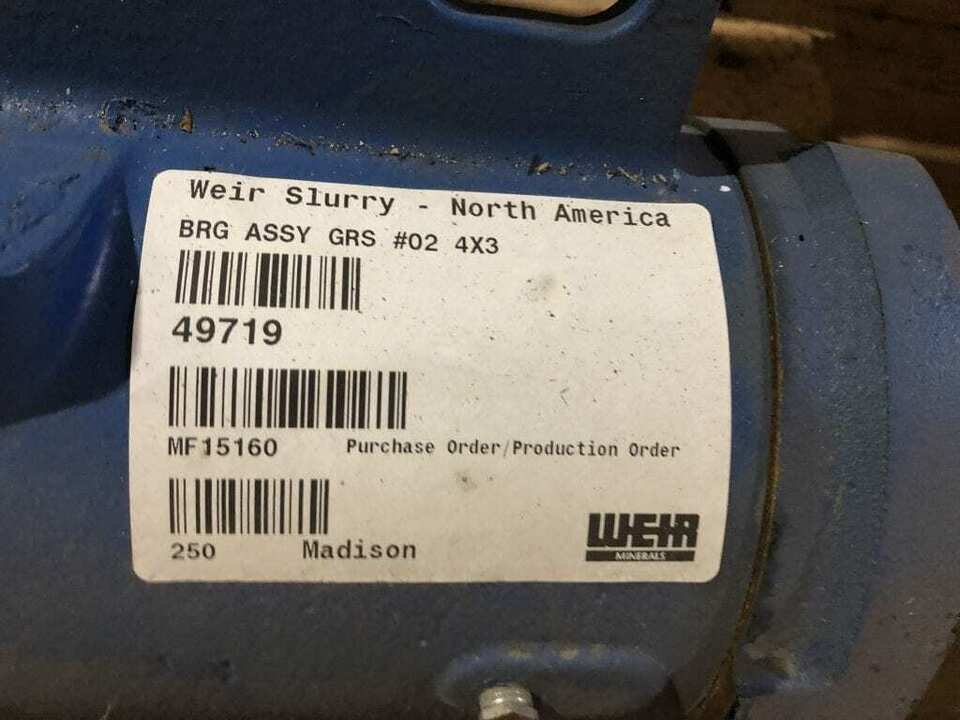 Weir Slurry - North America
BRG ASSY GRS #02 4X3
49719
MF15160 Purchase Order/Production Order
250 Madison
WEIR
MINERALS